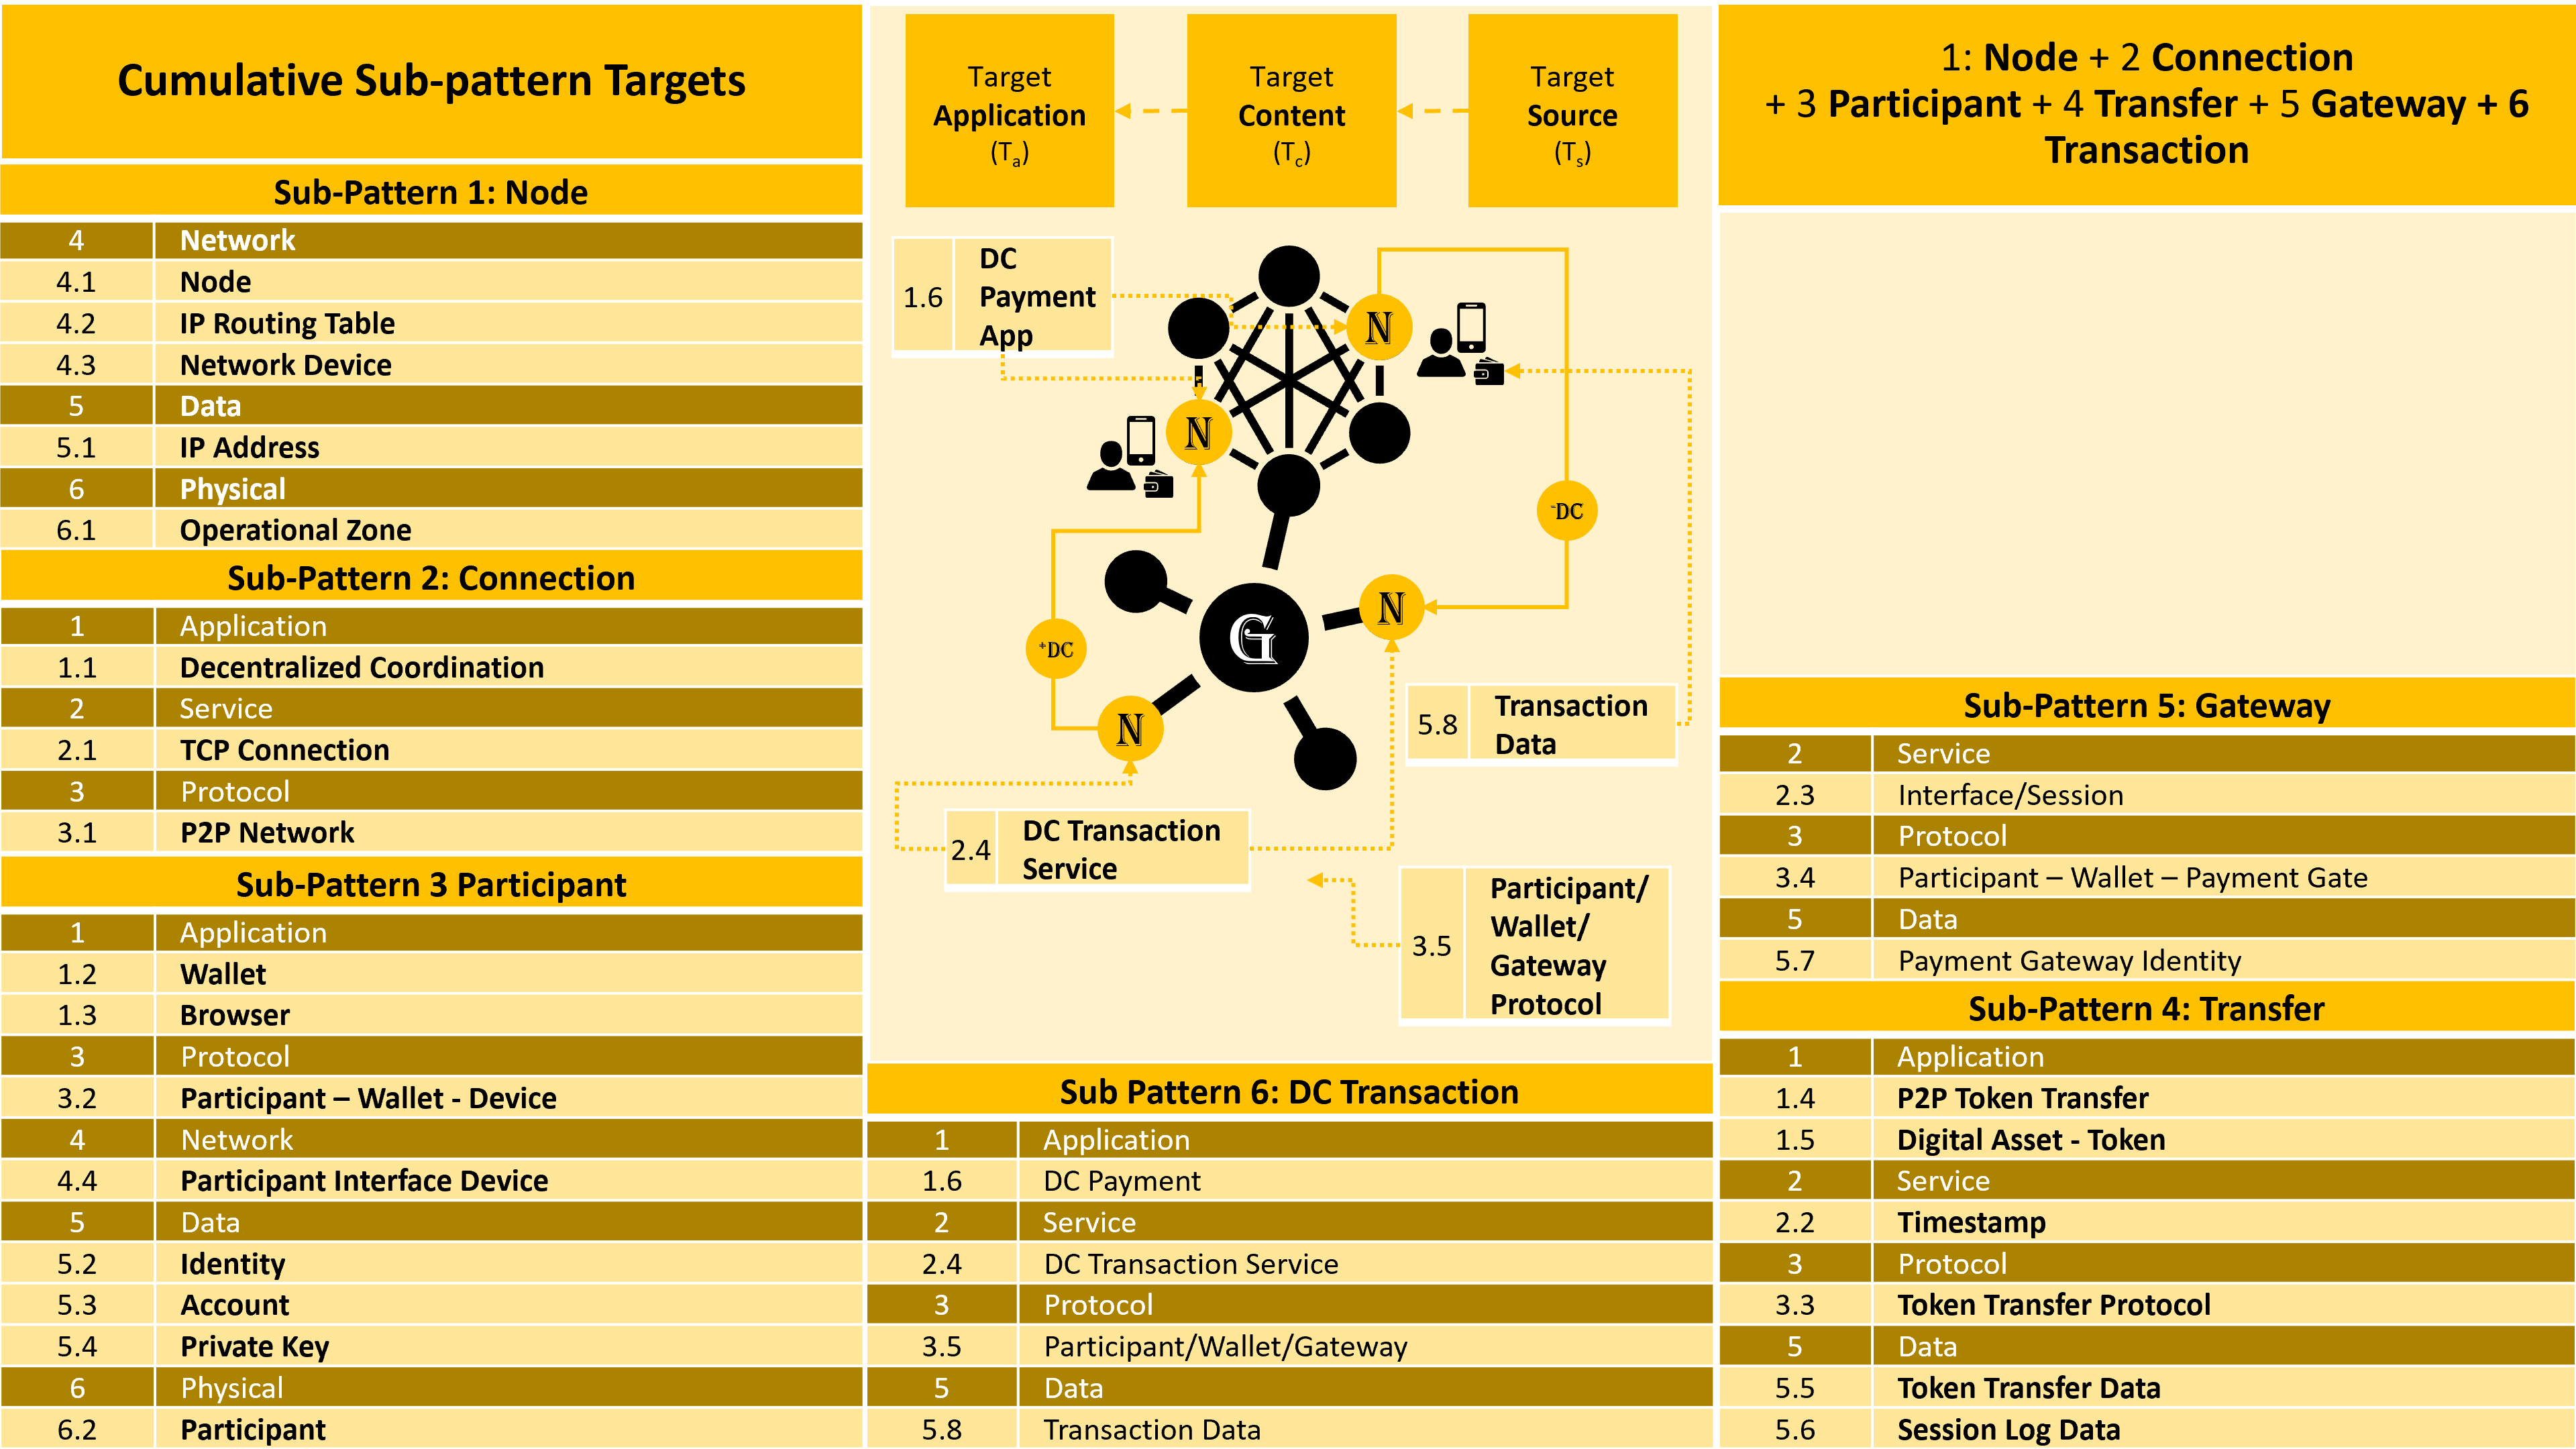 Cumulative Sub-pattern Targets
Sub-Pattern 1: Node
4 Network
4.1 Node
4.2 IP Routing Table
4.3 Network Device
5 Data
5.1 IP Address
6 Physical
6.1 Operational Zone
Sub-Pattern 2: Connection
1 Application
1.1 Decentralized Coordination
2 Service
2.1 TCP Connection
3 Protocol
3.1 P2P Network
Sub-Pattern 3 Participant
1 Application
1.2 Wallet
1.3 Browser
3 Protocol
3.2 Participant – Wallet - Device
4 Network
4.4 Participant Interface Device
5 Data
5.2 Identity
5.3 Account
5.4 Private Key
6 Physical
6.2 Participant
Target
Application
(Ta)
Target
Content
(Tc)
Target
Source
(Ts)
1.6
DC
Payment
App
N
N
-DC
G
N
+DC
N
5.8
Transaction
Data
2.4
DC Transaction
Service
3.5
Participant/
Wallet/
Gateway
Protocol
Sub Pattern 6: DC Transaction
1 Application
1.6 DC Payment
2 Service
2.4 DC Transaction Service
3 Protocol
3.5 Participant/Wallet/Gateway
5 Data
5.8 Transaction Data
1: Node + 2 Connection
+ 3 Participant + 4 Transfer + 5 Gateway + 6
Transaction
Sub-Pattern 5: Gateway
2 Service
2.3 Interface/Session
3 Protocol
3.4 Participant – Wallet – Payment Gate
5 Data
5.7 Payment Gateway Identity
Sub-Pattern 4: Transfer
1 Application
1.4 P2P Token Transfer
1.5 Digital Asset - Token
2 Service
2.2 Timestamp
3 Protocol
3.3 Token Transfer Protocol
5 Data
5.5 Token Transfer Data
5.6 Session Log Data